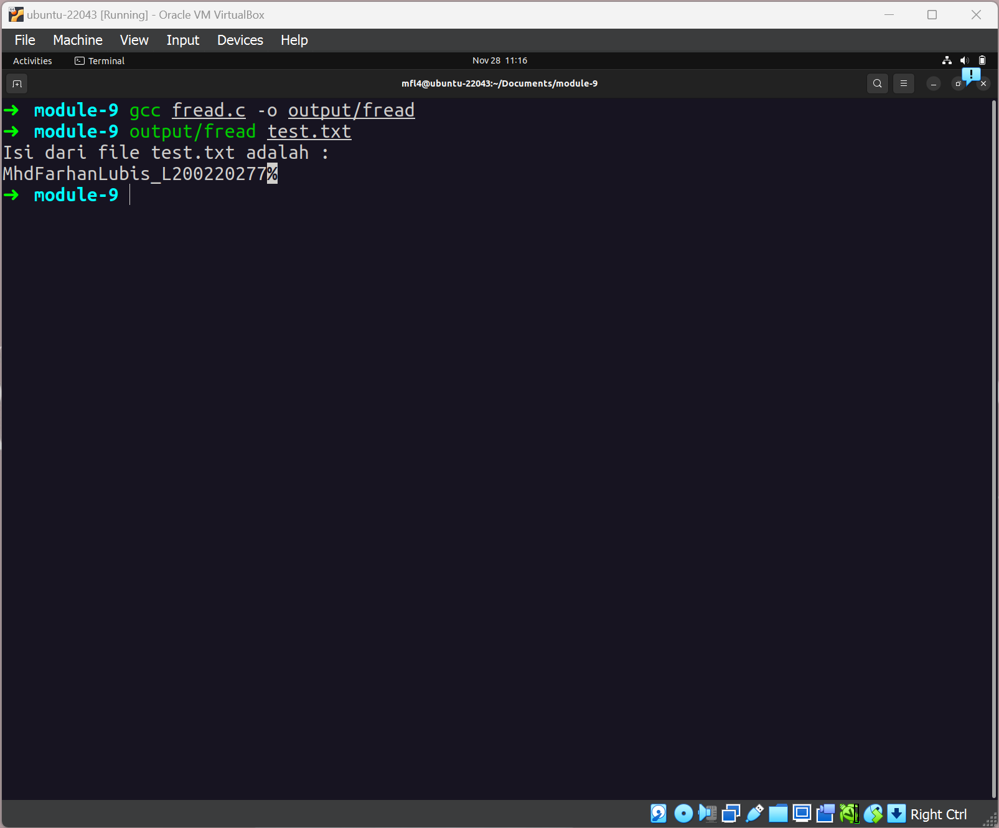 ubuntu-22043 [Running] - Oracle VM VirtualBox
File Machine View Input Devices Help
Activities Terminal Nov 28 11:16
mfl4@ubuntu-22043:~/Documents/module-9
➜ module-9 gcc fread.c -o output/fread
➜ module-9 output/fread test.txt
Isi dari file test.txt adalah :
MhdFarhanLubis_L200220277%
➜ module-9
Right Ctrl